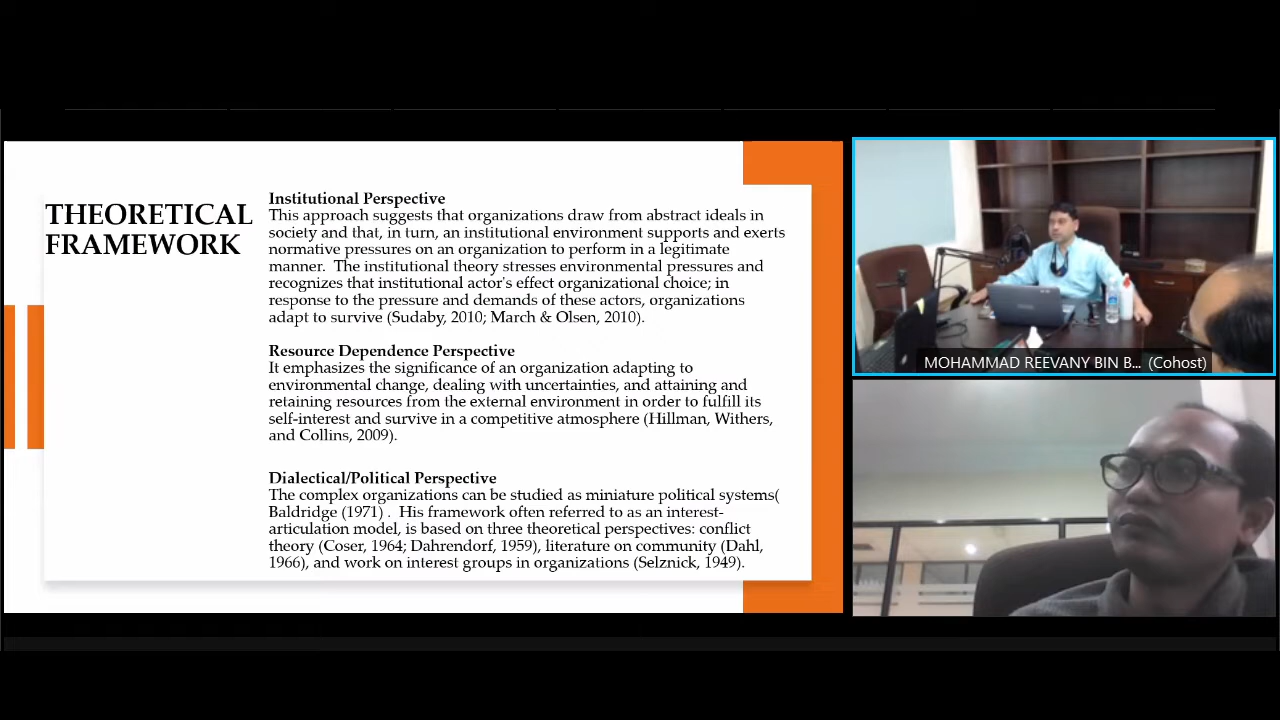 THEORETICAL
FRAMEWORK
Institutional Perspective
This approach suggests that organizations draw from abstract ideals in
society and that, in turn, an institutional environment supports and exerts
normative pressures on an organization to perform in a legitimate
manner.  The institutional theory stresses environmental pressures and
recognizes that institutional actor's effect organizational choice; in
response to the pressure and demands of these actors, organizations
adapt to survive (Sudaby, 2010; March & Olsen, 2010).
Resource Dependence Perspective
It emphasizes the significance of an organization adapting to
environmental change, dealing with uncertainties, and attaining and
retaining resources from the external environment in order to fulfill its
self-interest and survive in a competitive atmosphere (Hillman, Withers,
and Collins, 2009).
Dialectical/Political Perspective
The complex organizations can be studied as miniature political systems(
Baldridge (1971) .  His framework often referred to as an interest-
articulation model, is based on three theoretical perspectives: conflict
theory (Coser, 1964; Dahrendorf, 1959), literature on community (Dahl,
1966), and work on interest groups in organizations (Selznick, 1949).
MOHAMMAD REEVANY BIN B... (Cohost)